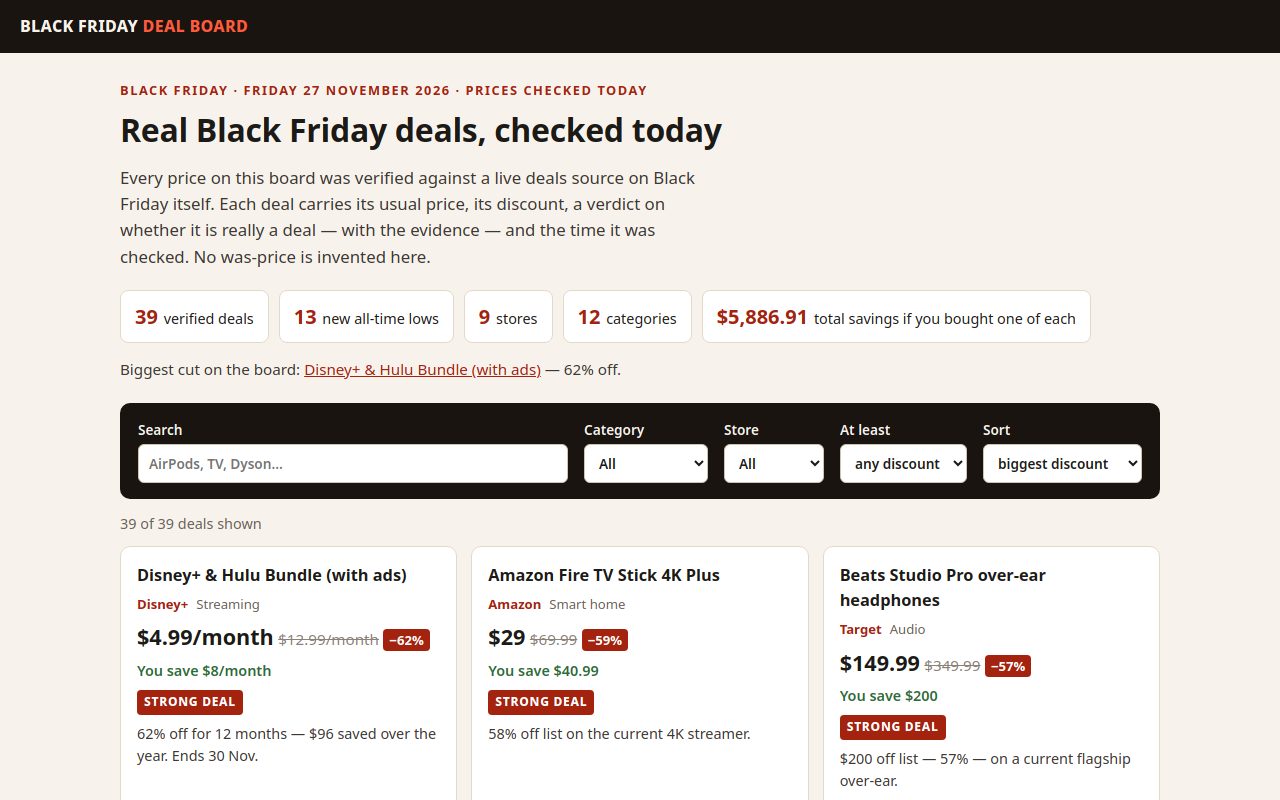 BLACK FRIDAY DEAL BOARD
BLACK FRIDAY · FRIDAY 27 NOVEMBER 2026 · PRICES CHECKED TODAY
Real Black Friday deals, checked today
Every price on this board was verified against a live deals source on Black
Friday itself. Each deal carries its usual price, its discount, a verdict on
whether it is really a deal — with the evidence — and the time it was
checked. No was-price is invented here.
39 verified deals
13 new all-time lows
9 stores
12 categories
$5,886.91 total savings if you bought one of each
Biggest cut on the board: Disney+ & Hulu Bundle (with ads) — 62% off.
Search
AirPods, TV, Dyson...
Category
All
Store
All
At least
any discount
Sort
biggest discount
39 of 39 deals shown
Disney+ & Hulu Bundle (with ads)
Disney+ Streaming
$4.99/month $12.99/month −62%
You save $8/month
STRONG DEAL
62% off for 12 months — $96 saved over the
year. Ends 30 Nov.
Amazon Fire TV Stick 4K Plus
Amazon Smart home
$29 $69.99 −59%
You save $40.99
STRONG DEAL
58% off list on the current 4K streamer.
Beats Studio Pro over-ear
headphones
Target Audio
$149.99 $349.99 −57%
You save $200
STRONG DEAL
$200 off list — 57% — on a current flagship
over-ear.